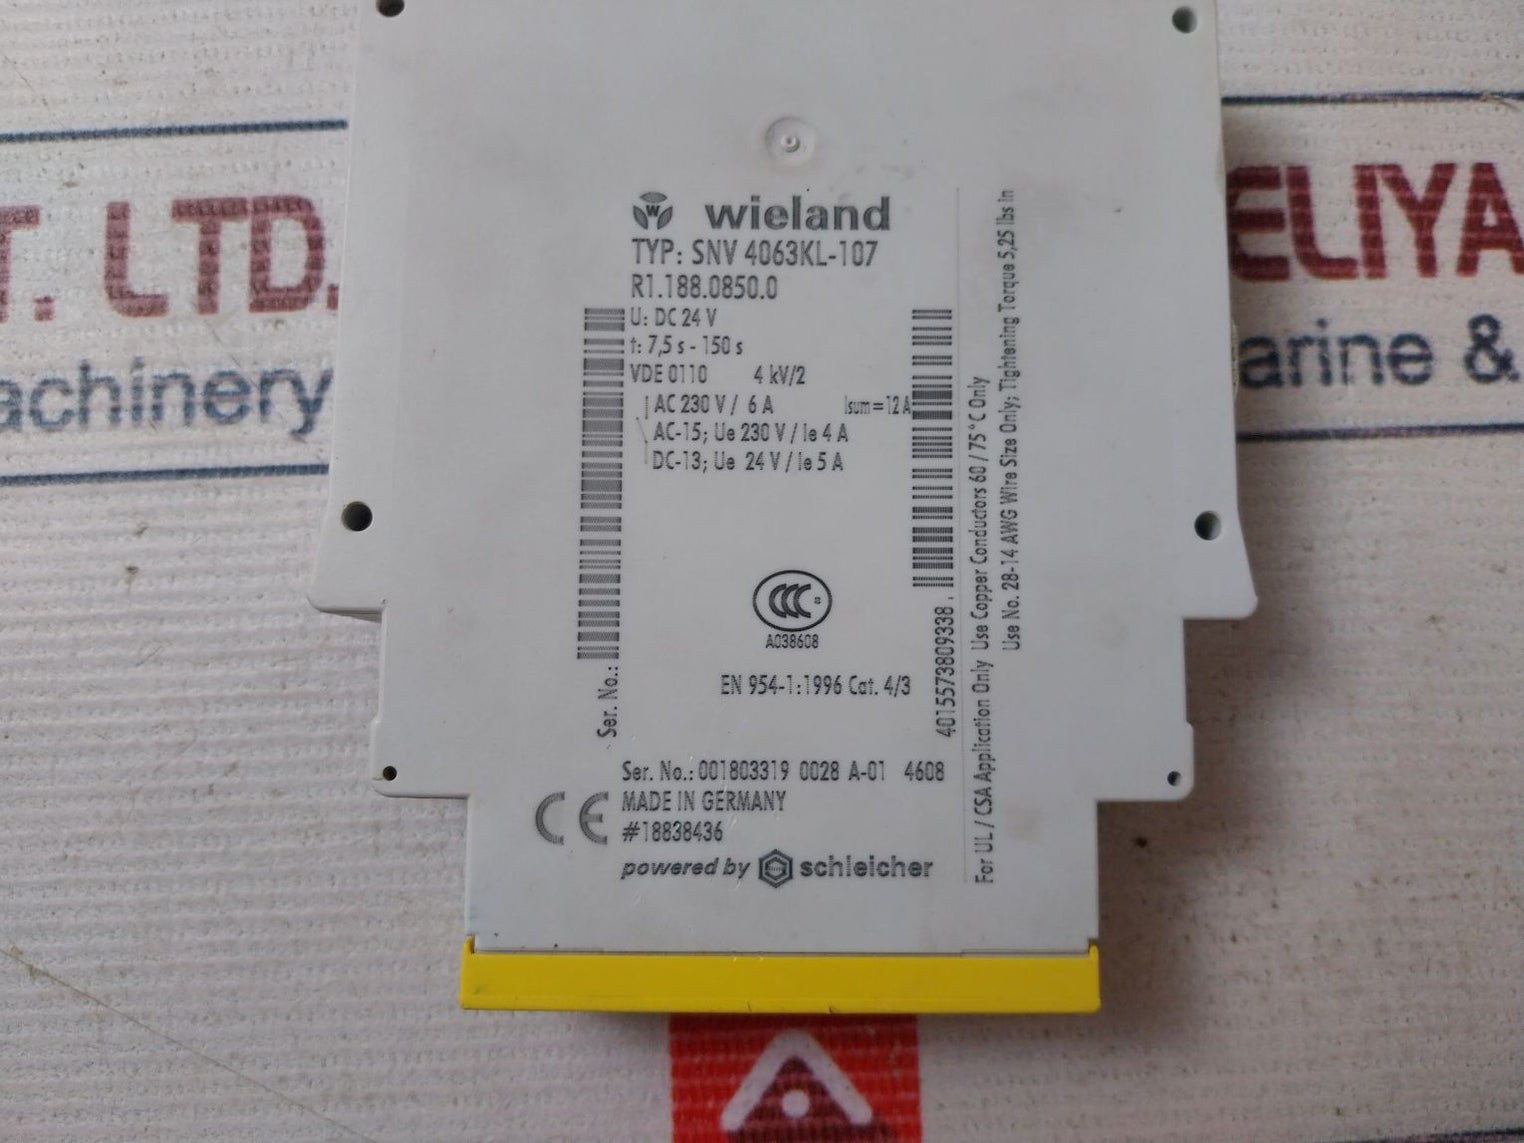 wieland
TYP: SNV 4063KL-107
R1.188.0850.0
U: DC 24 V
t: 7,5 s - 150 s
VDE 0110 4 kV/2
AC 230 V / 6 A Isum=12 A
AC-15; Ue 230 V / Ie 4 A
DC-13; Ue 24 V / Ie 5 A
CCC S
A038608
EN 954-1:1996 Cat. 4/3
Ser. No.:
4015573809338
Ser. No.: 001803319 0028 A-01 4608
CE
MADE IN GERMANY
#18838436
powered by schleicher
For UL / CSA Application Only Use Copper Conductors 60 / 75°C Only
Use No. 28-14 AWG Wire Size Only; Tightening Torque 5,25 lbs in
T. LTD.
achinery
ELIYA
arine &